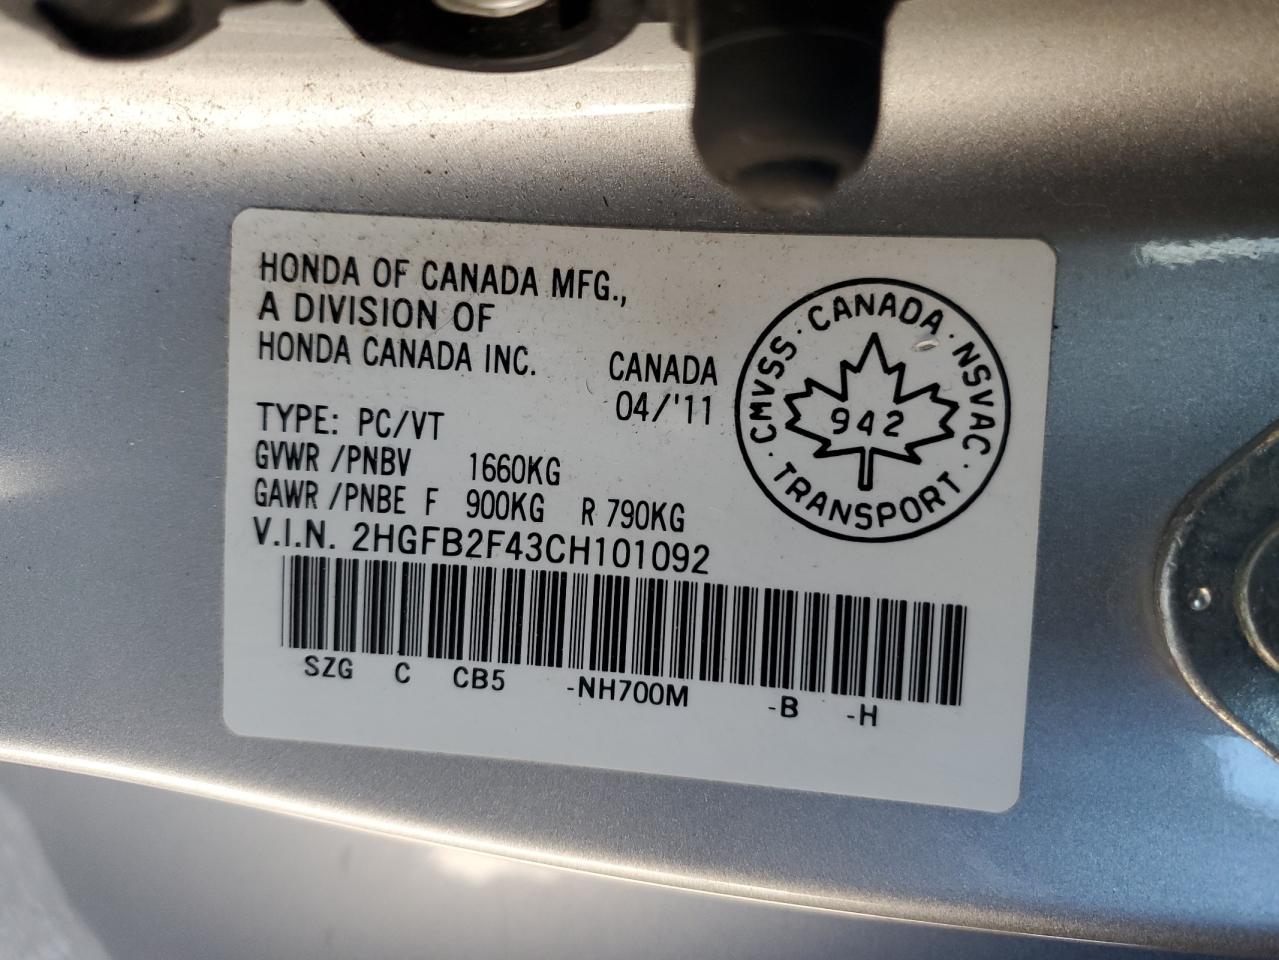 HONDA OF CANADA MFG.,
A DIVISION OF
HONDA CANADA INC.
CANADA
04/'11
TYPE: PC/VT
GVWR /PNBV 1660KG
GAWR /PNBE F 900KG R 790KG
V.I.N. 2HGFB2F43CH101092
SZG C CB5 -NH700M -B -H
CMVSS · CANADA · NSVAC · TRANSPORT ·
942